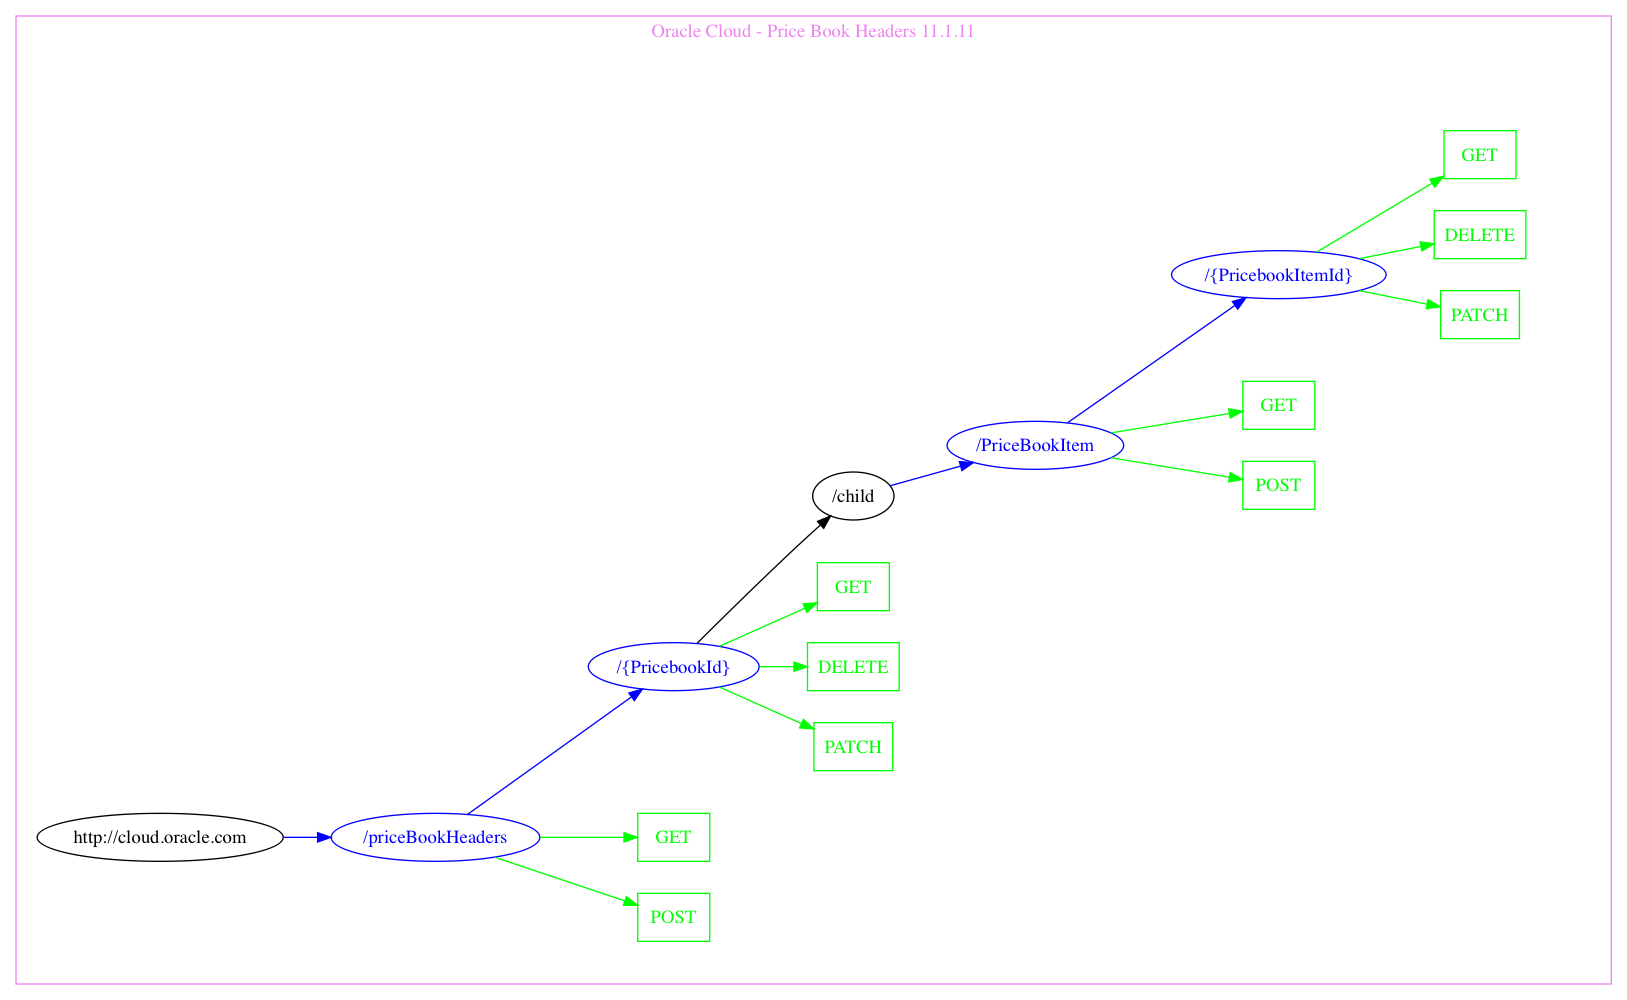 Oracle Cloud - Price Book Headers 11.1.11
GET
DELETE
/{PricebookItemId}
PATCH
GET
/PriceBookItem
POST
/child
GET
/{PricebookId}
DELETE
PATCH
http://cloud.oracle.com
/priceBookHeaders
GET
POST